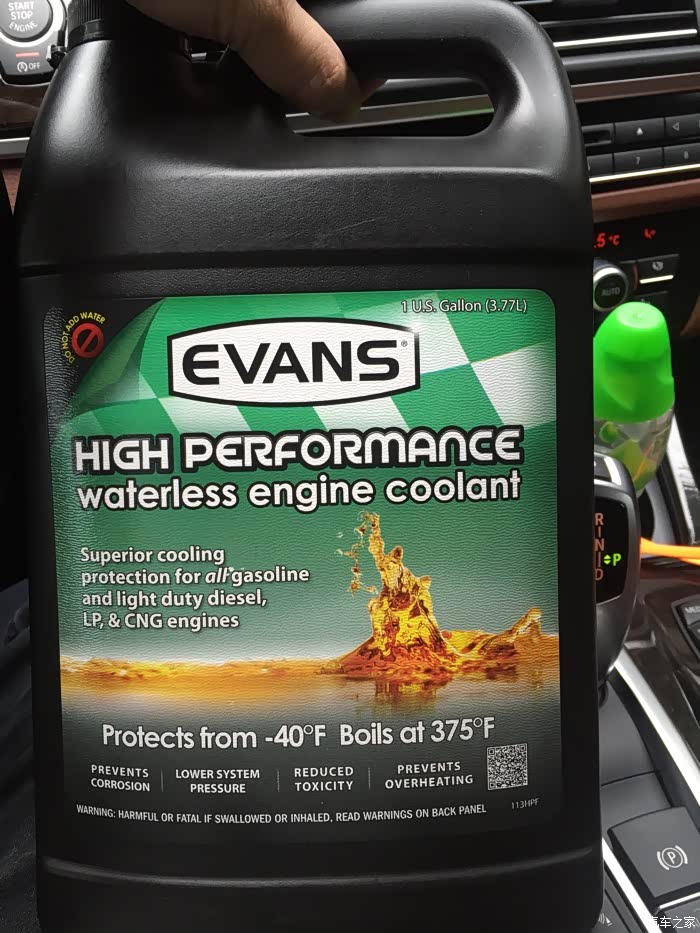 START
STOP
ENGINE
OFF
DO NOT ADD WATER
1 U.S. Gallon (3.77L)
EVANS®
HIGH PERFORMANCE
waterless engine coolant
Superior cooling
protection for all gasoline
and light duty diesel,
LP, & CNG engines
Protects from -40°F Boils at 375°F
PREVENTS
CORROSION
LOWER SYSTEM
PRESSURE
REDUCED
TOXICITY
PREVENTS
OVERHEATING
WARNING: HARMFUL OR FATAL IF SWALLOWED OR INHALED, READ WARNINGS ON BACK PANEL
113HPF
7
8
.5°C
AUTO
R
N
D
P
P
汽车之家